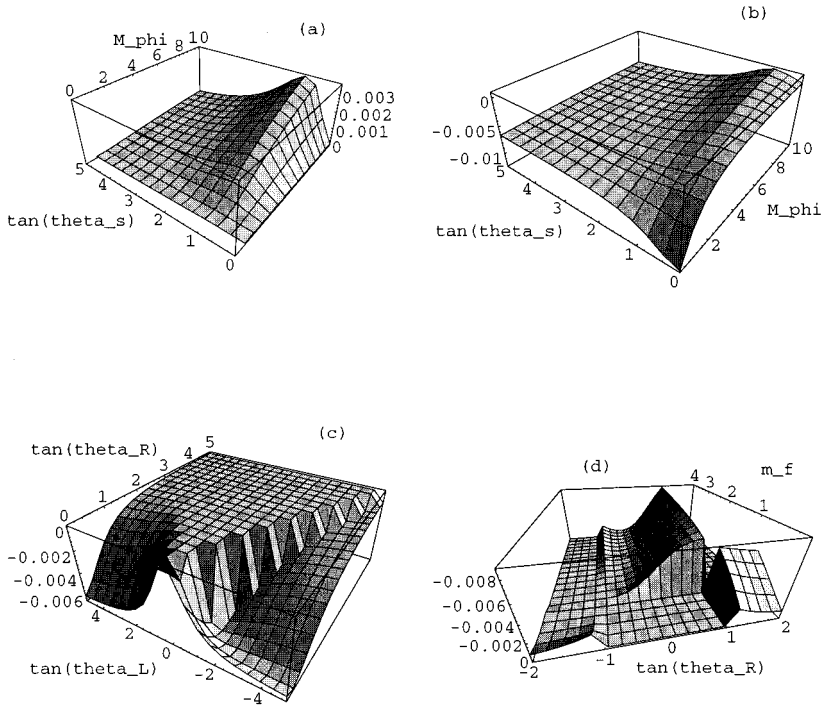 (a)
M_phi
0 2 4 6 8 10
0.003
0.002
0.001
0
5 4 3 2 1 0
tan(theta_s)
(b)
0
-0.005
-0.01
5 4 3 2 1 0
tan(theta_s)
2 4 6 8 10
M_phi
(c)
tan(theta_R)
0 1 2 3 4 5
0
-0.002
-0.004
-0.006
4 2 0 -2 -4
tan(theta_L)
(d)
m_f
4 3 2 1
-0.008
-0.006
-0.004
-0.002
0
-2 -1 0 1 2
tan(theta_R)